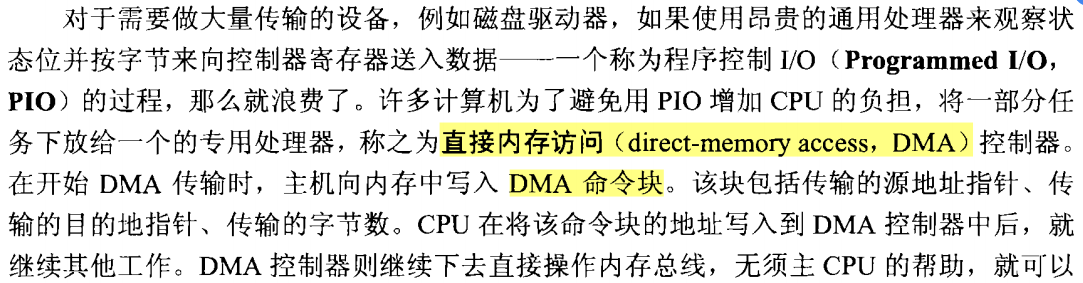 对于需要做大量传输的设备，例如磁盘驱动器，如果使用昂贵的通用处理器来观察状
态位并按字节来向控制器寄存器送入数据——一个称为程序控制 I/O（Programmed I/O，
PIO）的过程，那么就浪费了。许多计算机为了避免用 PIO 增加 CPU 的负担，将一部分任
务下放给一个的专用处理器，称之为直接内存访问（direct-memory access，DMA）控制器。
在开始 DMA 传输时，主机向内存中写入 DMA 命令块。该块包括传输的源地址指针、传
输的目的地指针、传输的字节数。CPU 在将该命令块的地址写入到 DMA 控制器中后，就
继续其他工作。DMA 控制器则继续下去直接操作内存总线，无须主 CPU 的帮助，就可以